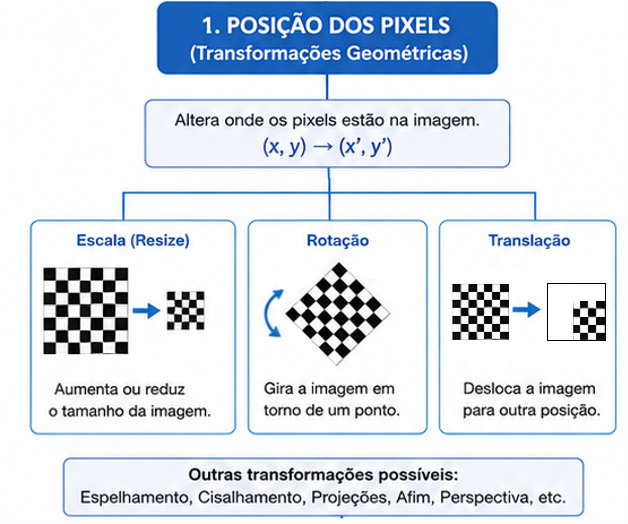 1. POSIÇÃO DOS PIXELS
(Transformações Geométricas)
Altera onde os pixels estão na imagem.
(x, y) → (x’, y’)
Escala (Resize)
Aumenta ou reduz
o tamanho da imagem.
Rotação
Gira a imagem em
torno de um ponto.
Translação
Desloca a imagem
para outra posição.
Outras transformações possíveis:
Espelhamento, Cisalhamento, Projeções, Afim, Perspectiva, etc.